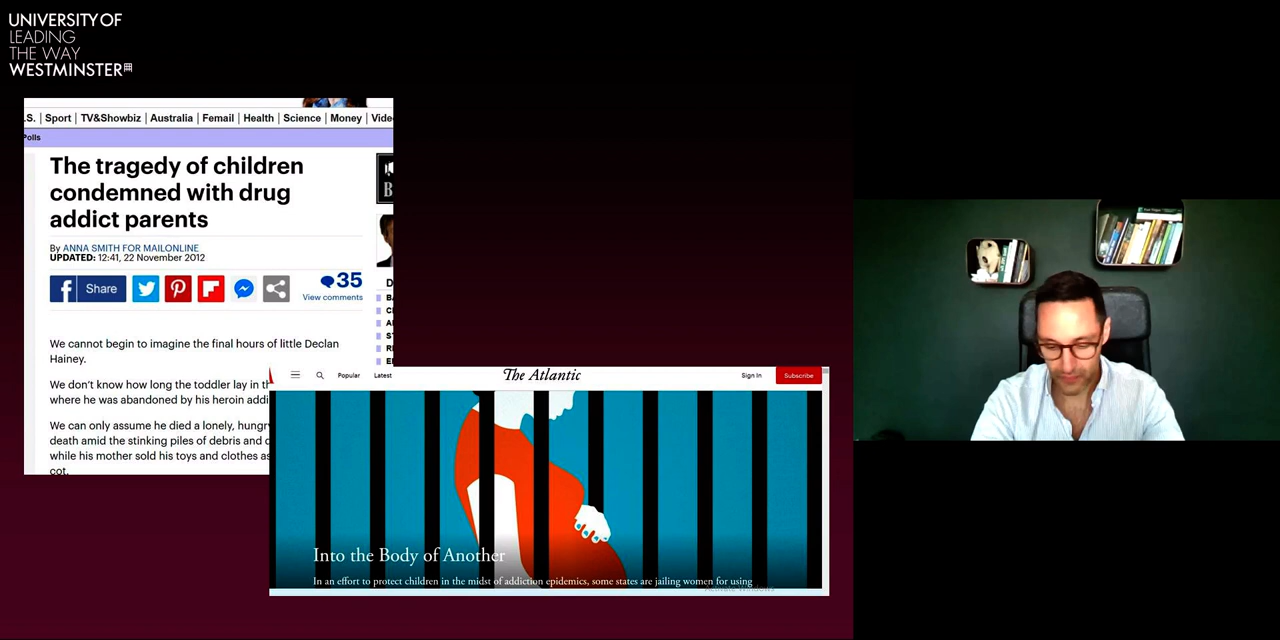 UNIVERSITY OF
LEADING
THE WAY
WESTMINSTER
.S. | Sport | TV&Showbiz | Australia | Femail | Health | Science | Money | Vide
Polls
The tragedy of children
condemned with drug
addict parents
By ANNA SMITH FOR MAILONLINE
UPDATED: 12:41, 22 November 2012
Share
35
View comments
We cannot begin to imagine the final hours of little Declan
Hainey.
We don't know how long the toddler lay in th
where he was abandoned by his heroin addi
We can only assume he died a lonely, hungr
death amid the stinking piles of debris and d
while his mother sold his toys and clothes as
cot.
Popular
Latest
The Atlantic
Sign In
Subscribe
Into the Body of Another
In an effort to protect children in the midst of addiction epidemics, some states are jailing women for using
Activate Windows